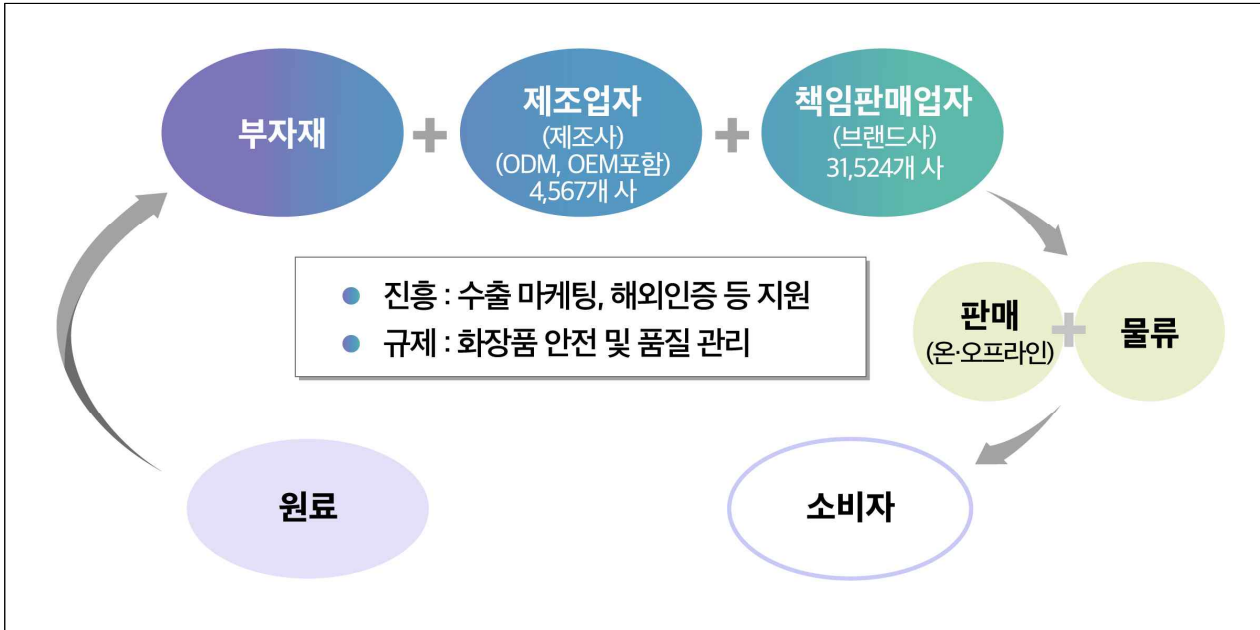 부자재
제조업자
(제조사)
(ODM, OEM포함)
4,567개 사
책임판매업자
(브랜드사)
31,524개 사
진흥 : 수출 마케팅, 해외인증 등 지원
규제 : 화장품 안전 및 품질 관리
판매
(온·오프라인)
물류
원료
소비자